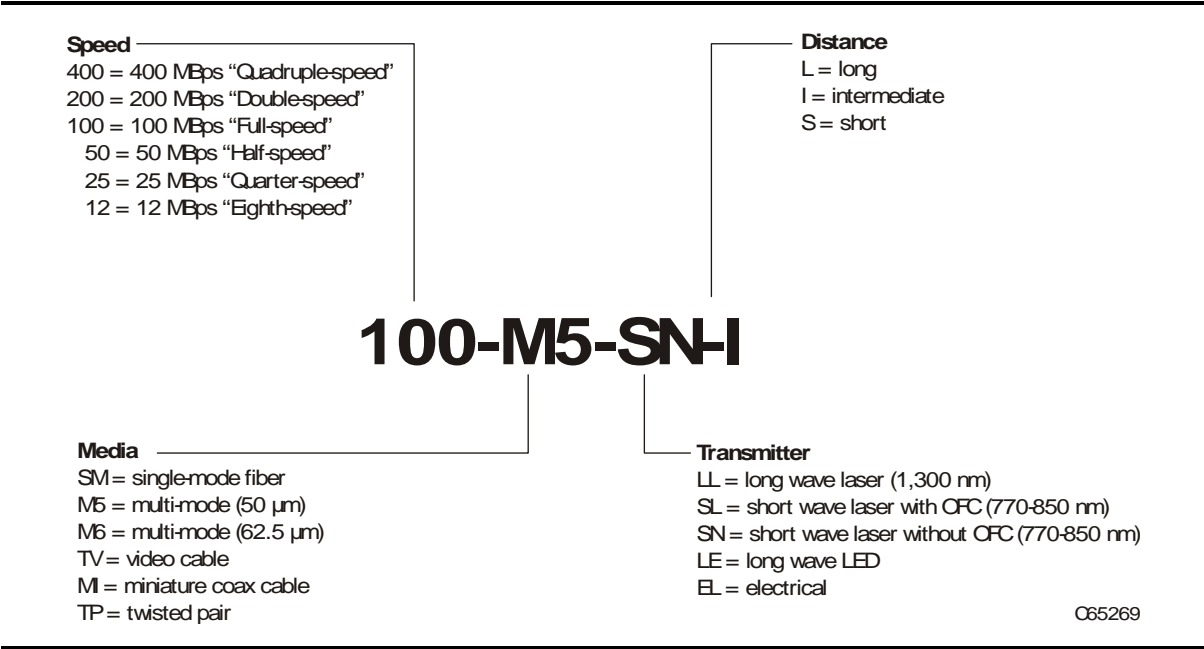 Speed
400 = 400 MBps “Quadruple-speed”
200 = 200 MBps “Double-speed”
100 = 100 MBps “Full-speed”
50 = 50 MBps “Half-speed”
25 = 25 MBps “Quarter-speed”
12 = 12 MBps “Eighth-speed”
Distance
L = long
I = intermediate
S = short
100-M5-SN-I
Media
SM = single-mode fiber
M5 = multi-mode (50 µm)
M6 = multi-mode (62.5 µm)
TV = video cable
MI = miniature coax cable
TP = twisted pair
Transmitter
LL = long wave laser (1,300 nm)
SL = short wave laser with OFC (770-850 nm)
SN = short wave laser without OFC (770-850 nm)
LE = long wave LED
EL = electrical
C65269